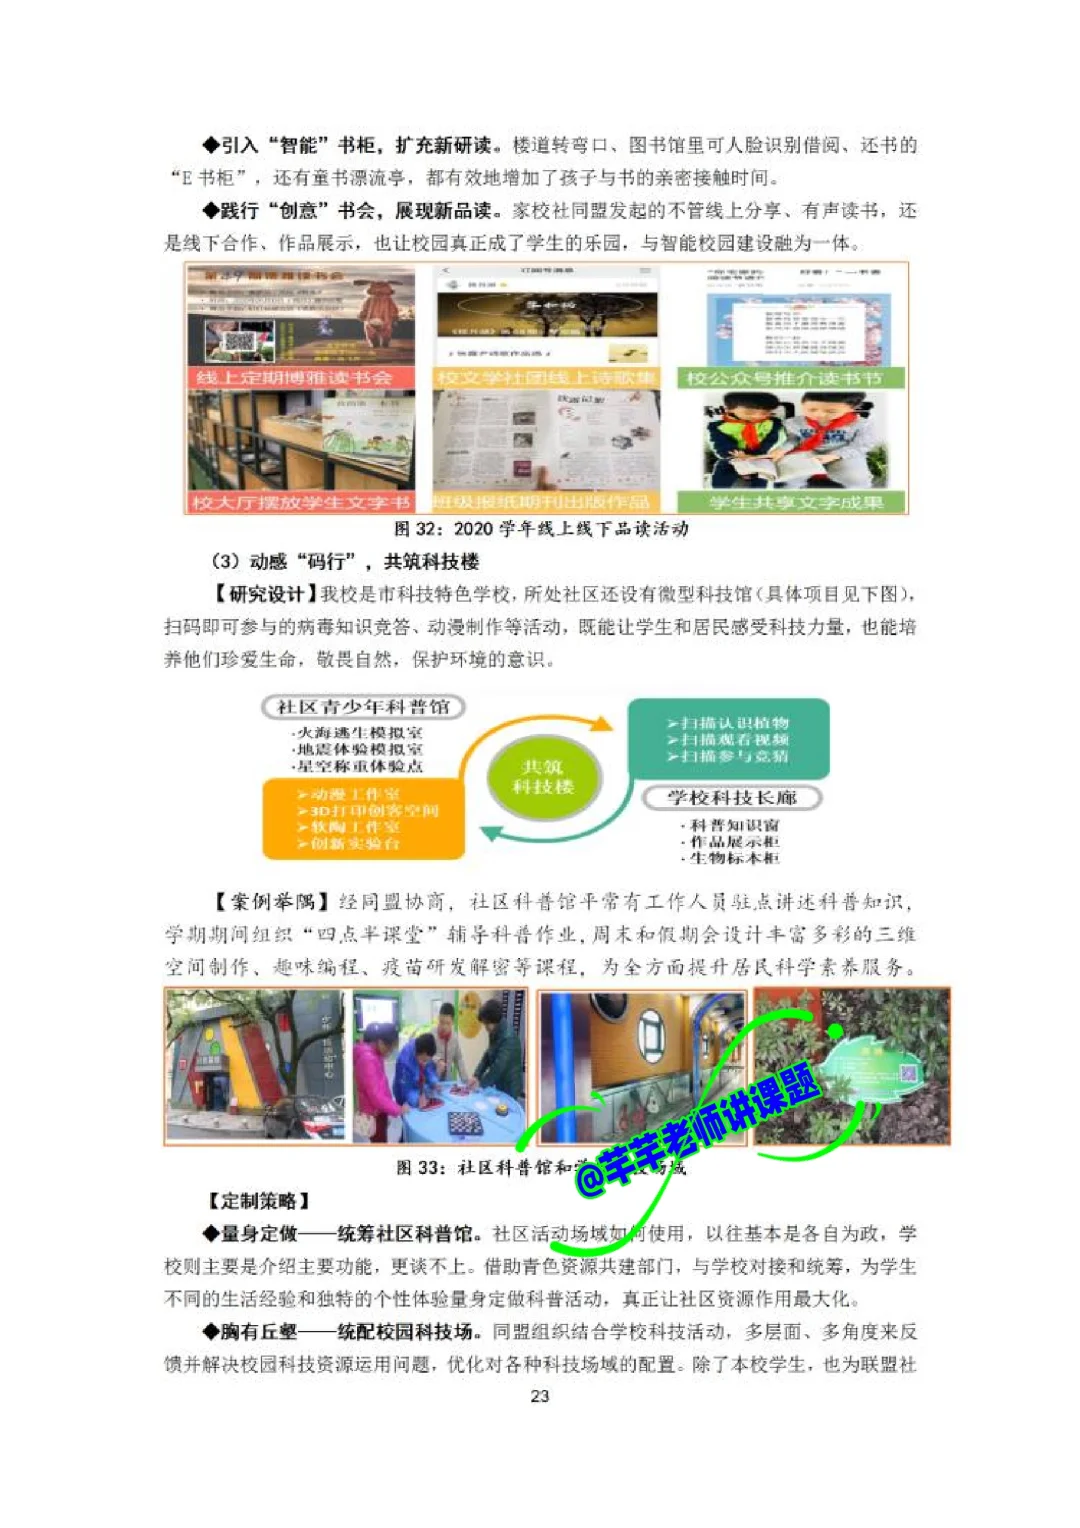 ◆引入“智能”书柜，扩充新研读。楼道转弯口、图书馆里可人脸识别借阅、还书的
“E书柜”，还有童书漂流亭，都有效地增加了孩子与书的亲密接触时间。
◆践行“创意”书会，展现新品读。家校社同盟发起的不管线上分享、有声读书，还
是线下合作、作品展示，也让校园真正成了学生的乐园，与智能校园建设融为一体。
线上定期博雅读书会
校文学社团线上诗歌集
校公众号推介读书节
校大厅摆放学生文字书
班级报纸期刊出版作品
学生共享文字成果
图 32：2020 学年线上线下品读活动
（3）动感“码行”，共筑科技楼
【研究设计】我校是市科技特色学校，所处社区还设有微型科技馆（具体项目见下图），
扫码即可参与的病毒知识竞答、动漫制作等活动，既能让学生和居民感受科技力量，也能培
养他们珍爱生命，敬畏自然，保护环境的意识。
社区青少年科普馆
·火海逃生模拟室
·地震体验模拟室
·星空称重体验点
➢动漫工作室
➢3D打印创客空间
➢软陶工作室
➢创新实验台
共筑
科技楼
➢扫描认识植物
➢扫描观看视频
➢扫描参与竞猜
学校科技长廊
·科普知识窗
·作品展示柜
·生物标本柜
【案例举隅】经同盟协商，社区科普馆平常有工作人员驻点讲述科普知识，
学期期间组织“四点半课堂”辅导科普作业，周末和假期会设计丰富多彩的三维
空间制作、趣味编程、疫苗研发解密等课程，为全方面提升居民科学素养服务。
@芊芊老师讲课题
图 33：社区科普馆和学 场域
【定制策略】
◆量身定做——统筹社区科普馆。社区活动场域如何使用，以往基本是各自为政，学
校则主要是介绍主要功能，更谈不上。借助青色资源共建部门，与学校对接和统筹，为学生
不同的生活经验和独特的个性体验量身定做科普活动，真正让社区资源作用最大化。
◆胸有丘壑——统配校园科技场。同盟组织结合学校科技活动，多层面、多角度来反
馈并解决校园科技资源运用问题，优化对各种科技场域的配置。除了本校学生，也为联盟社
23